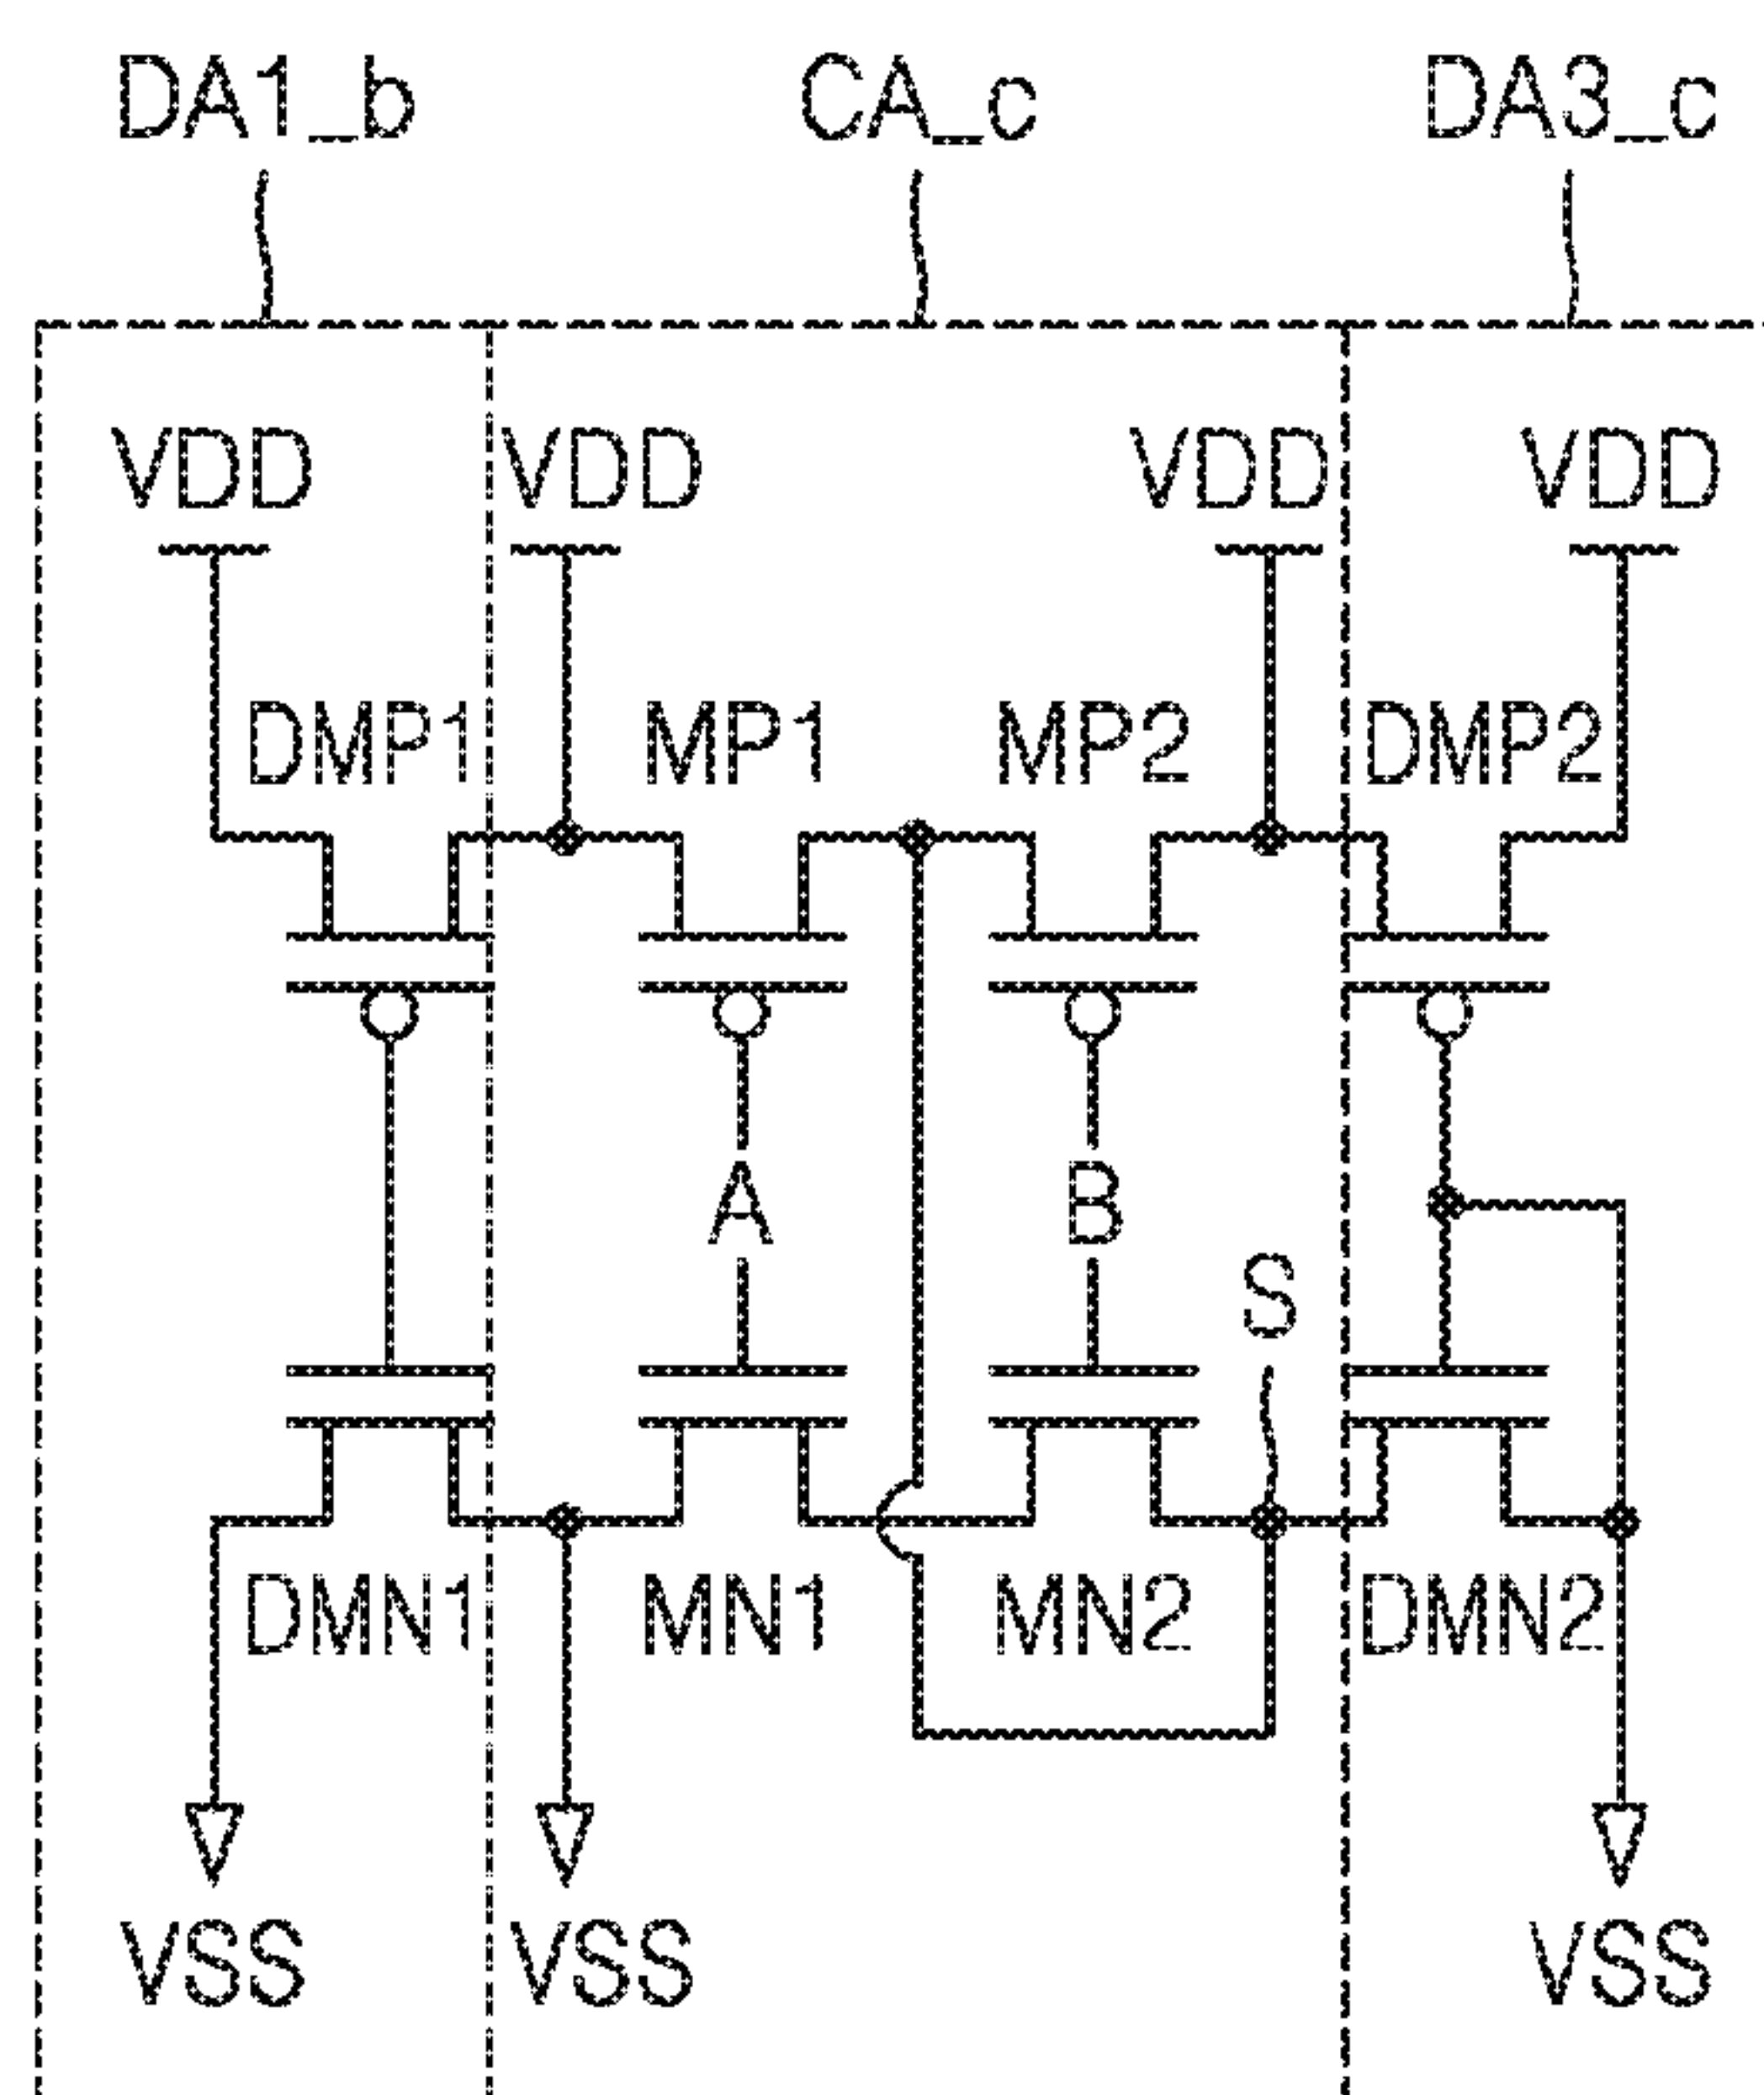 DA1_b CA_c DA3_c
VDD VDD VDD VDD
DMP1 MP1 MP2 DMP2
A B
S
DMN1 MN1 MN2 DMN2
VSS VSS VSS